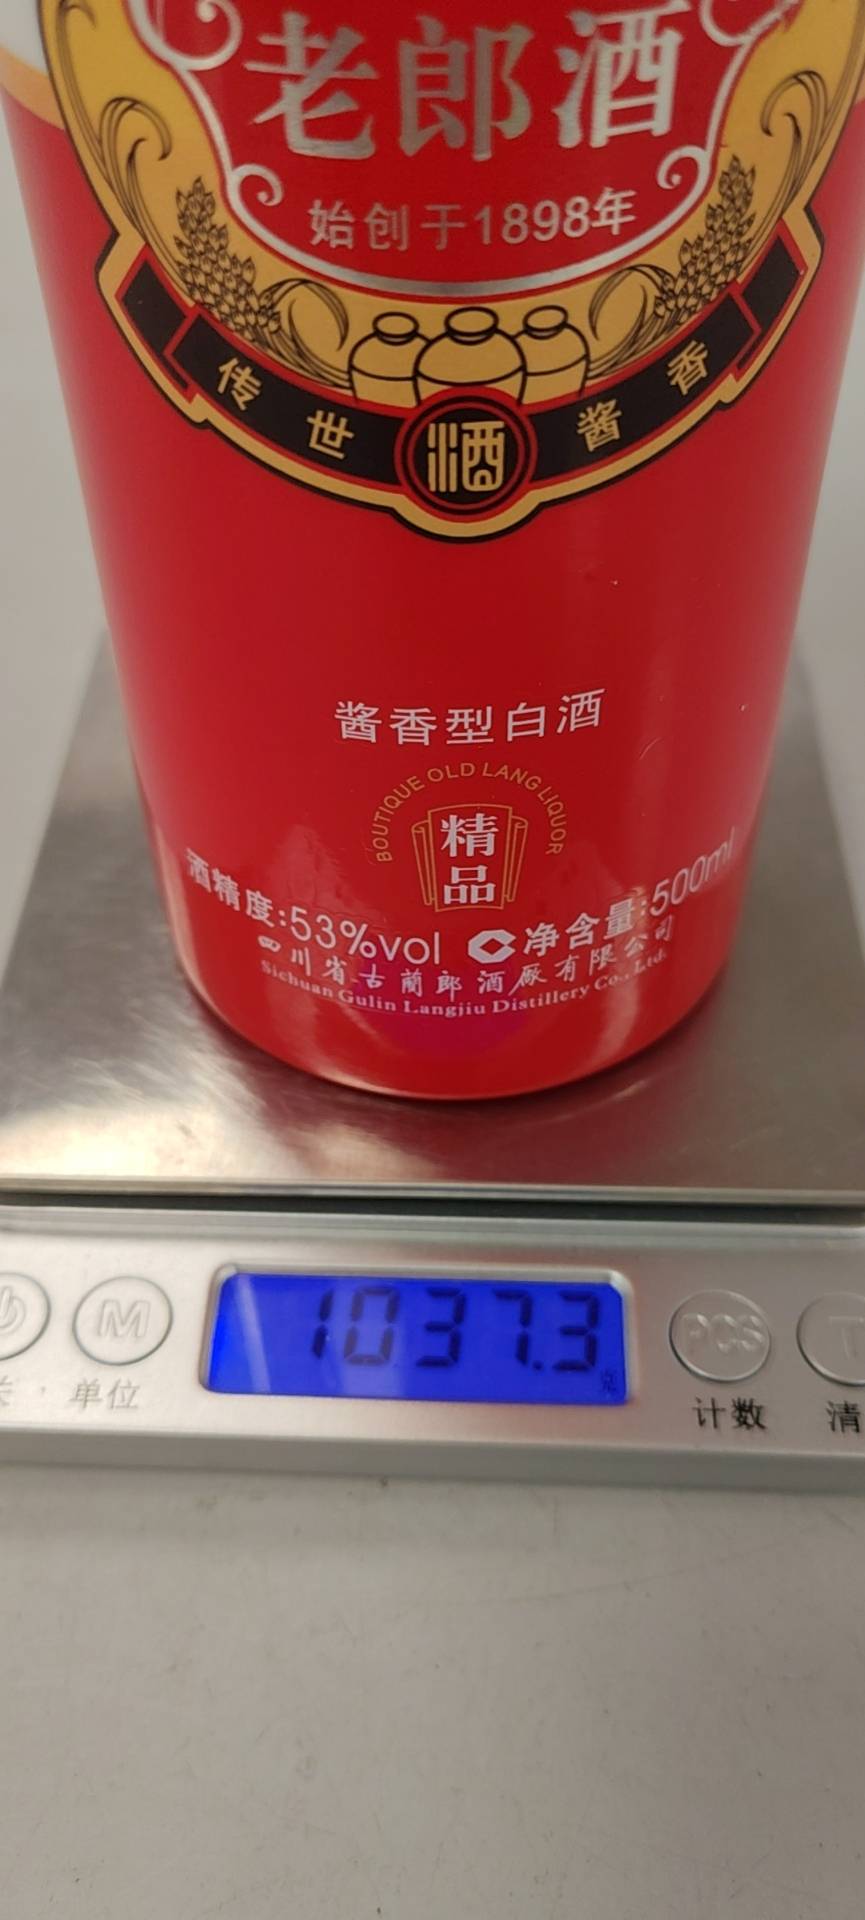 老郎酒
始创于1898年
传世 酒 酱香
酱香型白酒
BOUTIQUE OLD LANG LIQUOR
精品
酒精度:53%vol 净含量:500ml
四川省古蔺郎酒厰有限公司
Sichuan Gulin Langjiu Distillery Co., Ltd.
1037.3
克
M PCS T
单位 计数 清